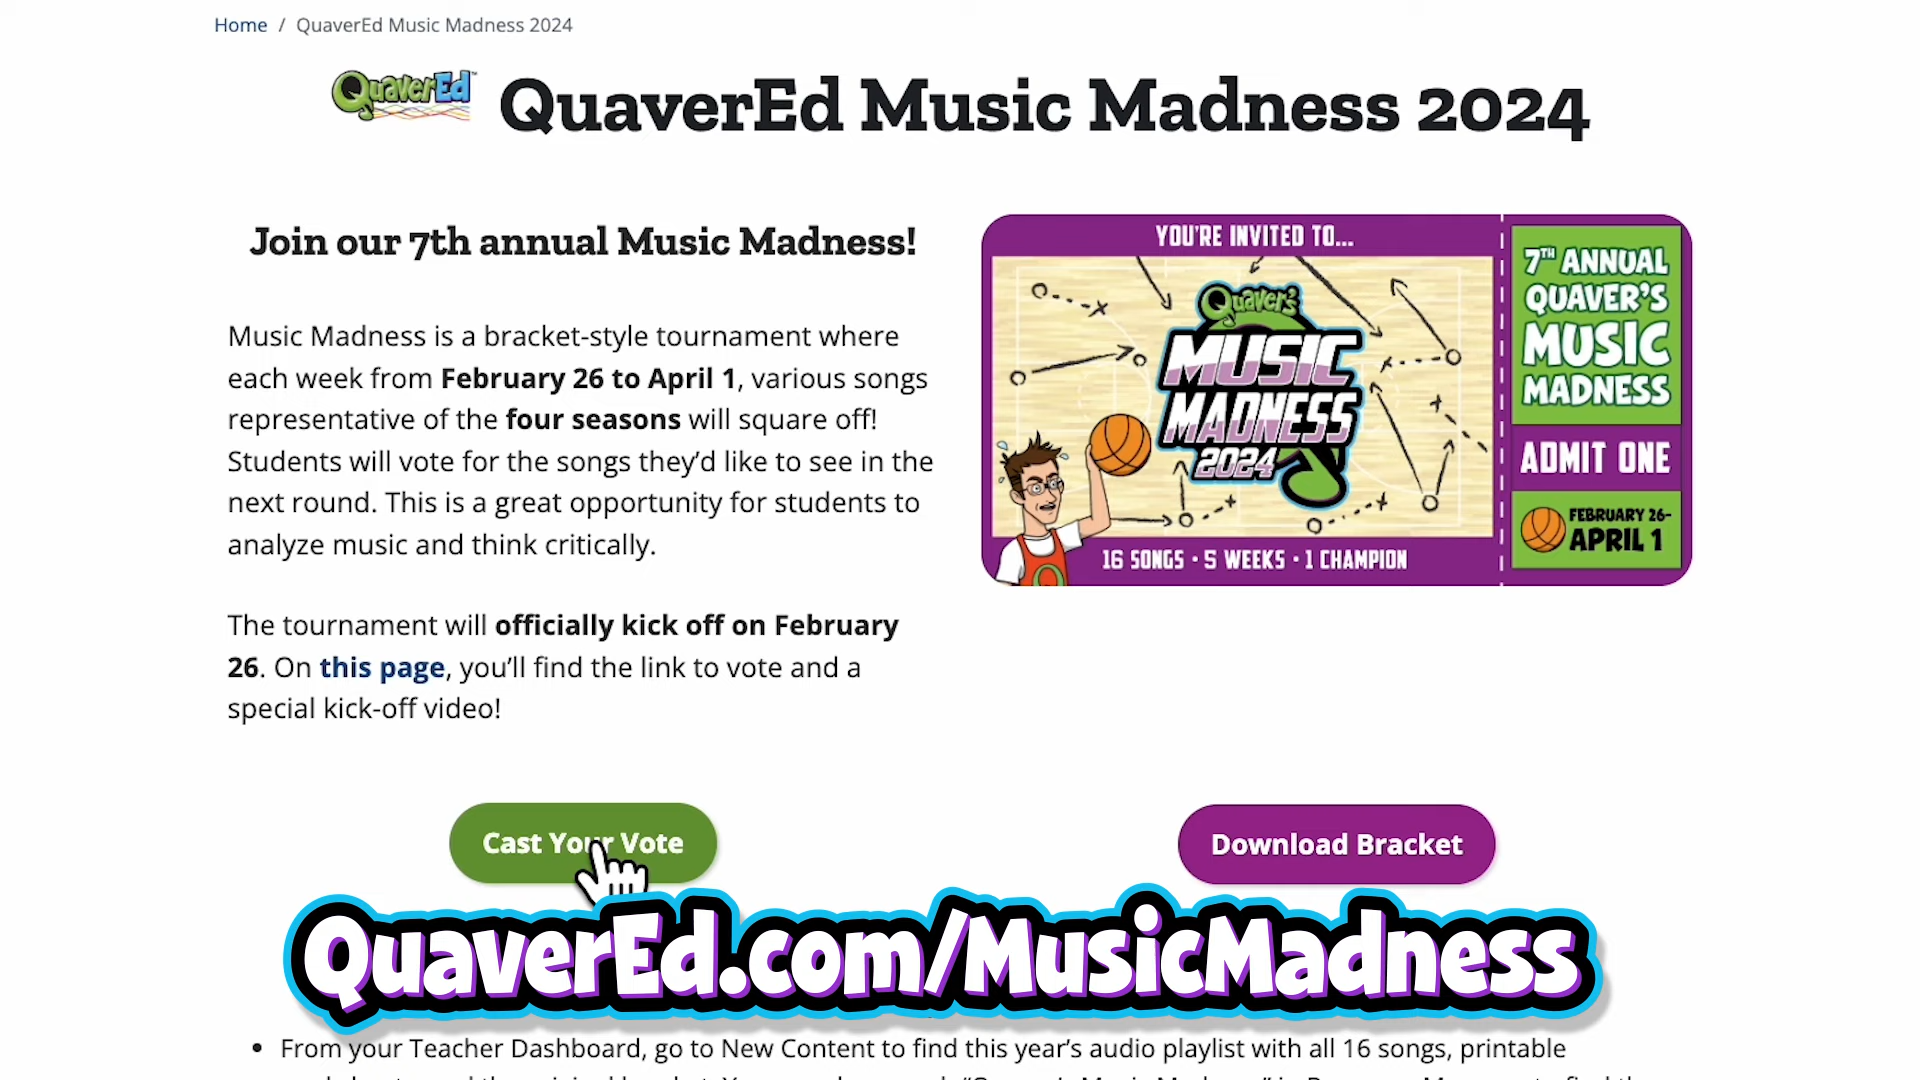 Home / QuaverEd Music Madness 2024
QuaverEd
QuaverEd Music Madness 2024
Join our 7th annual Music Madness!
Music Madness is a bracket-style tournament where
each week from February 26 to April 1, various songs
representative of the four seasons will square off!
Students will vote for the songs they’d like to see in the
next round. This is a great opportunity for students to
analyze music and think critically.
The tournament will officially kick off on February
26. On this page, you’ll find the link to vote and a
special kick-off video!
YOU'RE INVITED TO...
Quaver's
MUSIC
MADNESS
2024
16 SONGS • 5 WEEKS • 1 CHAMPION
7TH ANNUAL
QUAVER'S
MUSIC
MADNESS
ADMIT ONE
FEBRUARY 26-
APRIL 1
Cast Your Vote
Download Bracket
QuaverEd.com/MusicMadness
• From your Teacher Dashboard, go to New Content to find this year’s audio playlist with all 16 songs, printable